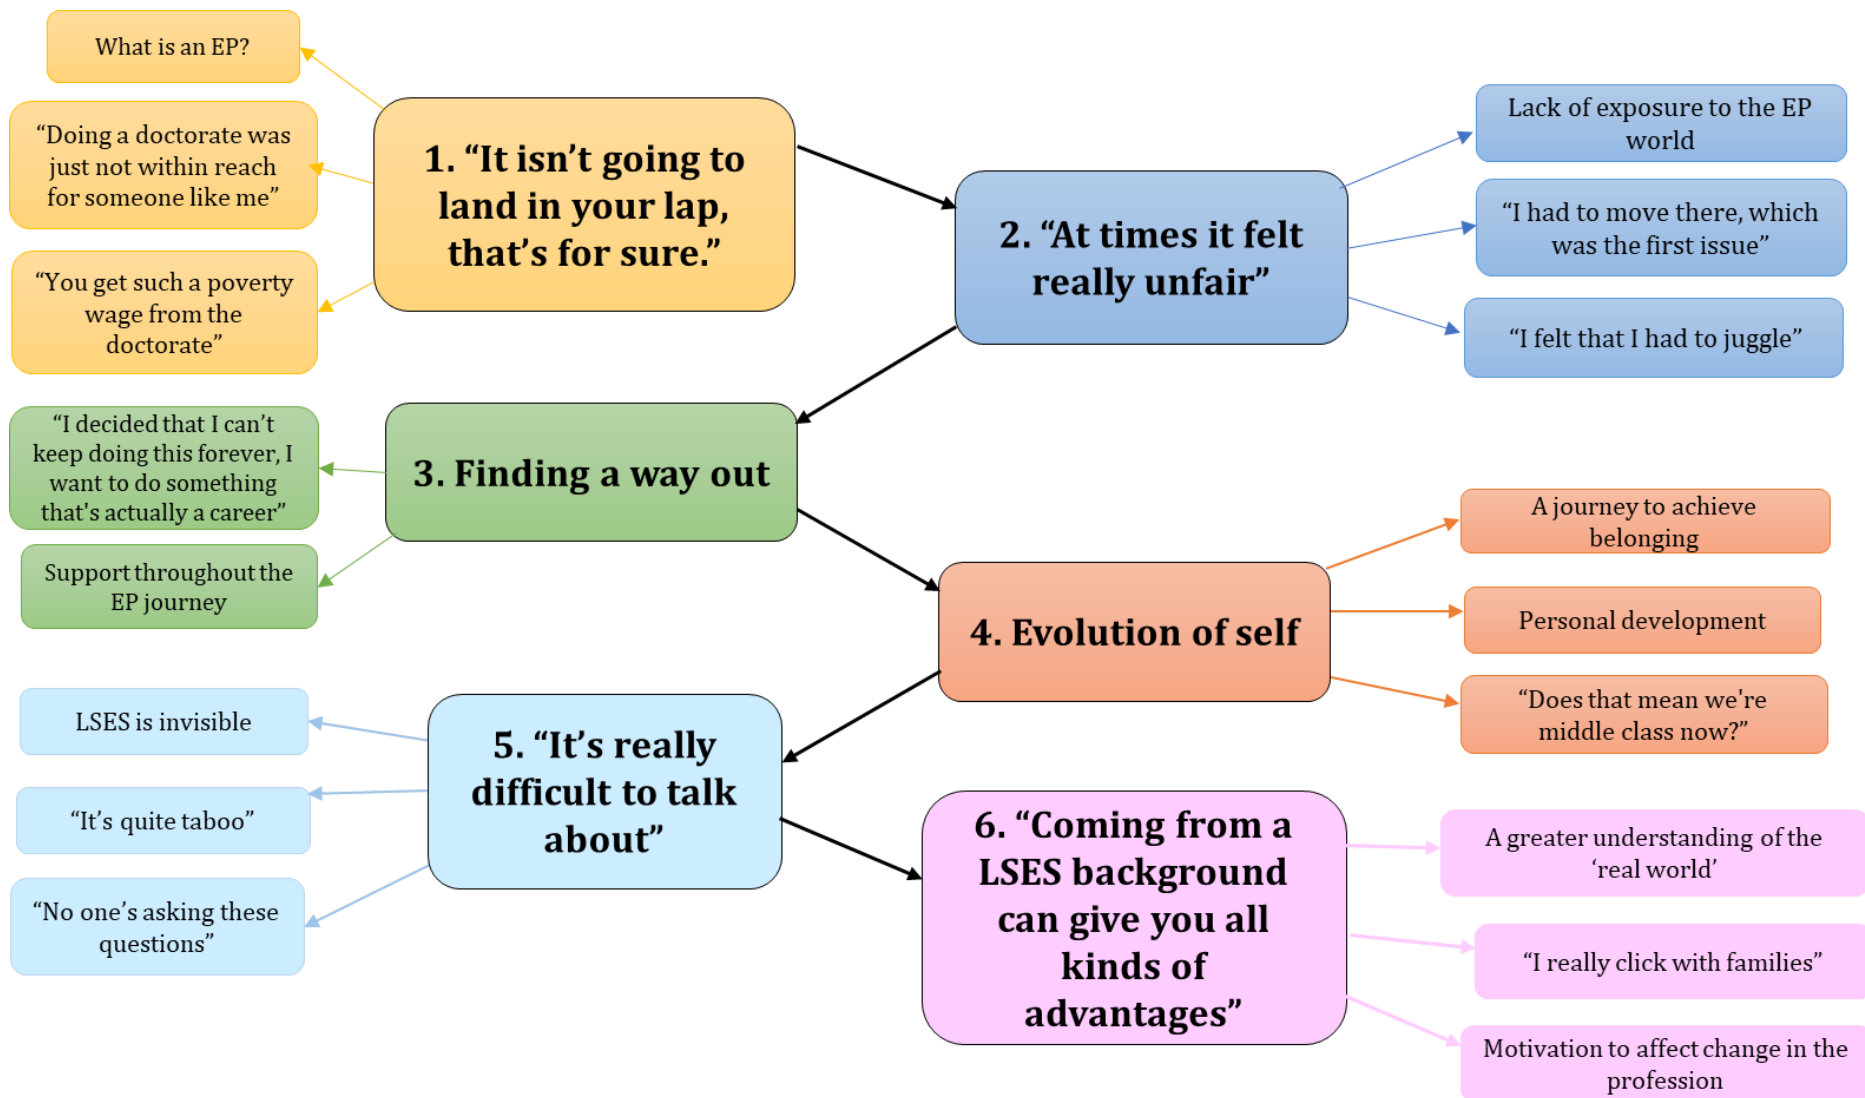 What is an EP?
“Doing a doctorate was
just not within reach
for someone like me”
“You get such a poverty
wage from the
doctorate”
1. “It isn’t going to
land in your lap,
that’s for sure.”
2. “At times it felt
really unfair”
Lack of exposure to the EP
world
“I had to move there, which
was the first issue”
“I felt that I had to juggle”
“I decided that I can’t
keep doing this forever, I
want to do something
that's actually a career”
Support throughout the
EP journey
3. Finding a way out
4. Evolution of self
A journey to achieve
belonging
Personal development
“Does that mean we're
middle class now?”
LSES is invisible
“It’s quite taboo”
“No one’s asking these
questions”
5. “It’s really
difficult to talk
about”
6. “Coming from a
LSES background
can give you all
kinds of
advantages”
A greater understanding of the
‘real world’
“I really click with families”
Motivation to affect change in the
profession